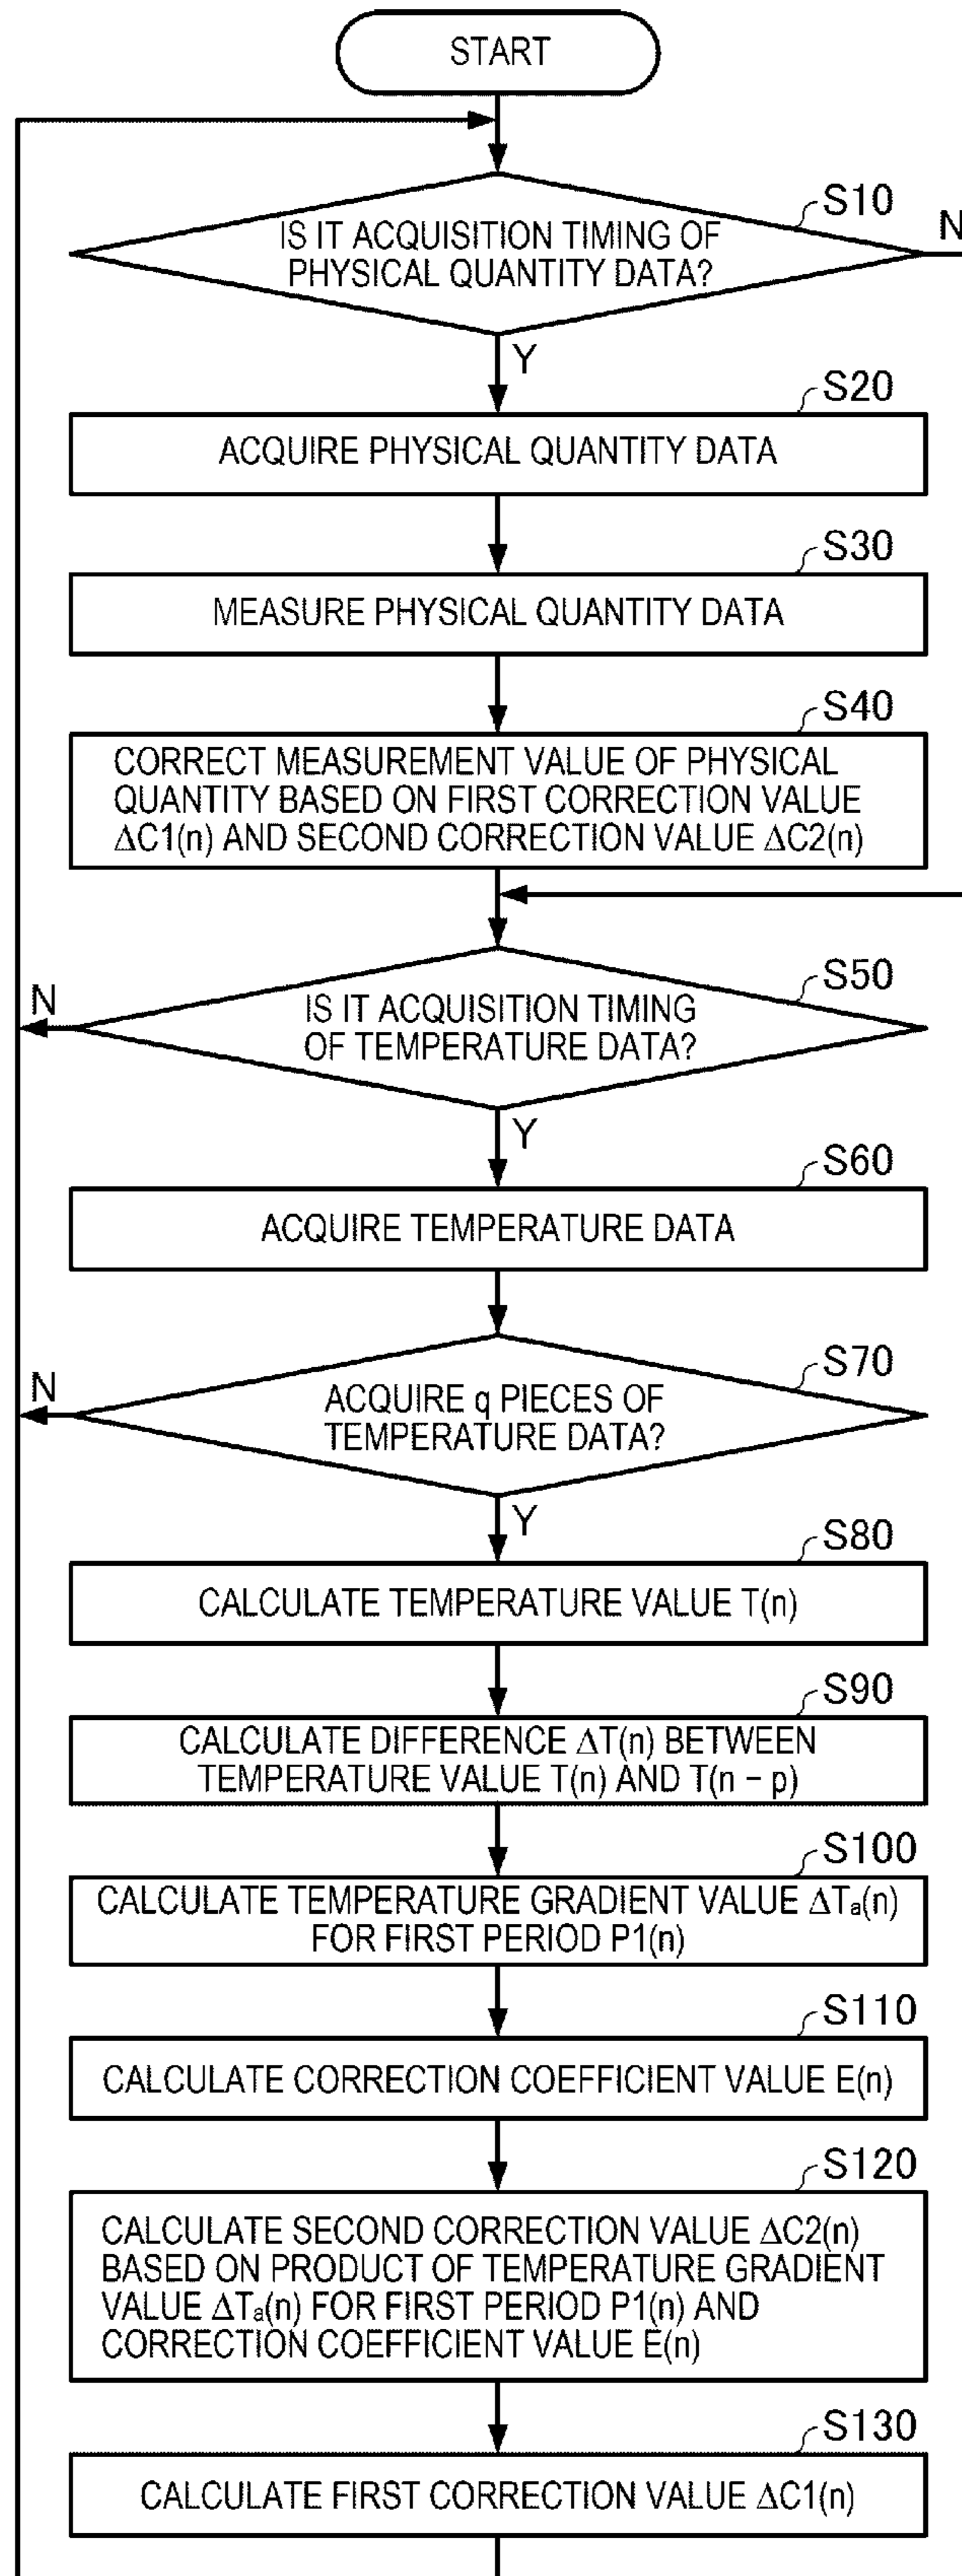 START
S10
N
IS IT ACQUISITION TIMING OF
PHYSICAL QUANTITY DATA?
Y
S20
ACQUIRE PHYSICAL QUANTITY DATA
S30
MEASURE PHYSICAL QUANTITY DATA
S40
CORRECT MEASUREMENT VALUE OF PHYSICAL
QUANTITY BASED ON FIRST CORRECTION VALUE
ΔC1(n) AND SECOND CORRECTION VALUE ΔC2(n)
S50
N
IS IT ACQUISITION TIMING
OF TEMPERATURE DATA?
Y
S60
ACQUIRE TEMPERATURE DATA
S70
N
ACQUIRE q PIECES OF
TEMPERATURE DATA?
Y
S80
CALCULATE TEMPERATURE VALUE T(n)
S90
CALCULATE DIFFERENCE ΔT(n) BETWEEN
TEMPERATURE VALUE T(n) AND T(n − p)
S100
CALCULATE TEMPERATURE GRADIENT VALUE ΔTₐ(n)
FOR FIRST PERIOD P1(n)
S110
CALCULATE CORRECTION COEFFICIENT VALUE E(n)
S120
CALCULATE SECOND CORRECTION VALUE ΔC2(n)
BASED ON PRODUCT OF TEMPERATURE GRADIENT
VALUE ΔTₐ(n) FOR FIRST PERIOD P1(n) AND
CORRECTION COEFFICIENT VALUE E(n)
S130
CALCULATE FIRST CORRECTION VALUE ΔC1(n)